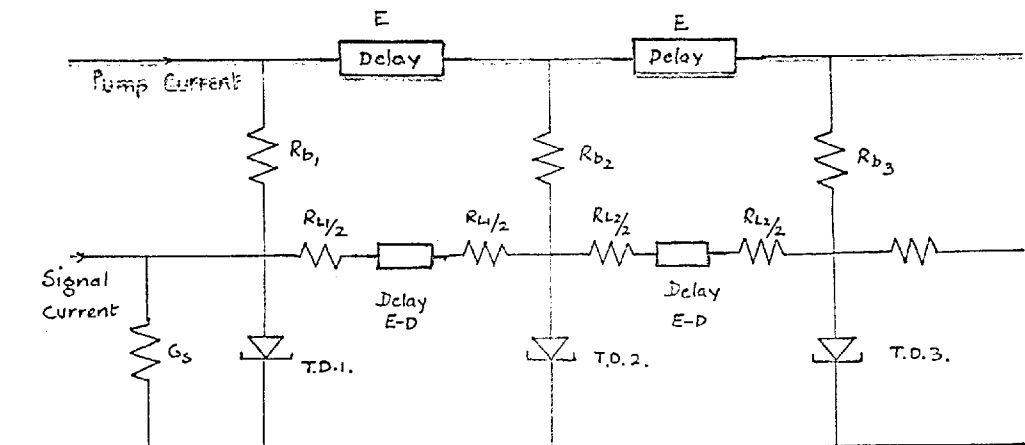 E
E
Delay
Delay
Pump Current
Rb1
Rb2
Rb3
RL1/2
RL1/2
RL2/2
RL2/2
Signal
Current
Delay
E-D
Delay
E-D
Gs
T.D.1.
T.D.2.
T.D.3.